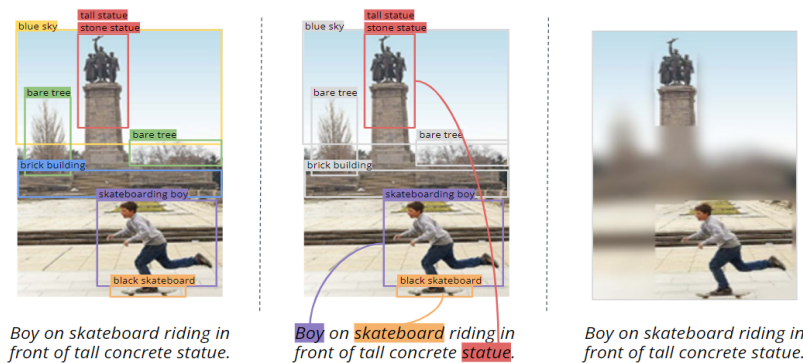 blue sky
tall statue
stone statue
bare tree
bare tree
brick building
skateboarding boy
black skateboard
Boy on skateboard riding in
front of tall concrete statue.
blue sky
tall statue
stone statue
bare tree
bare tree
brick building
skateboarding boy
black skateboard
Boy on skateboard riding in
front of tall concrete statue.
Boy on skateboard riding in
front of tall concrete statue.